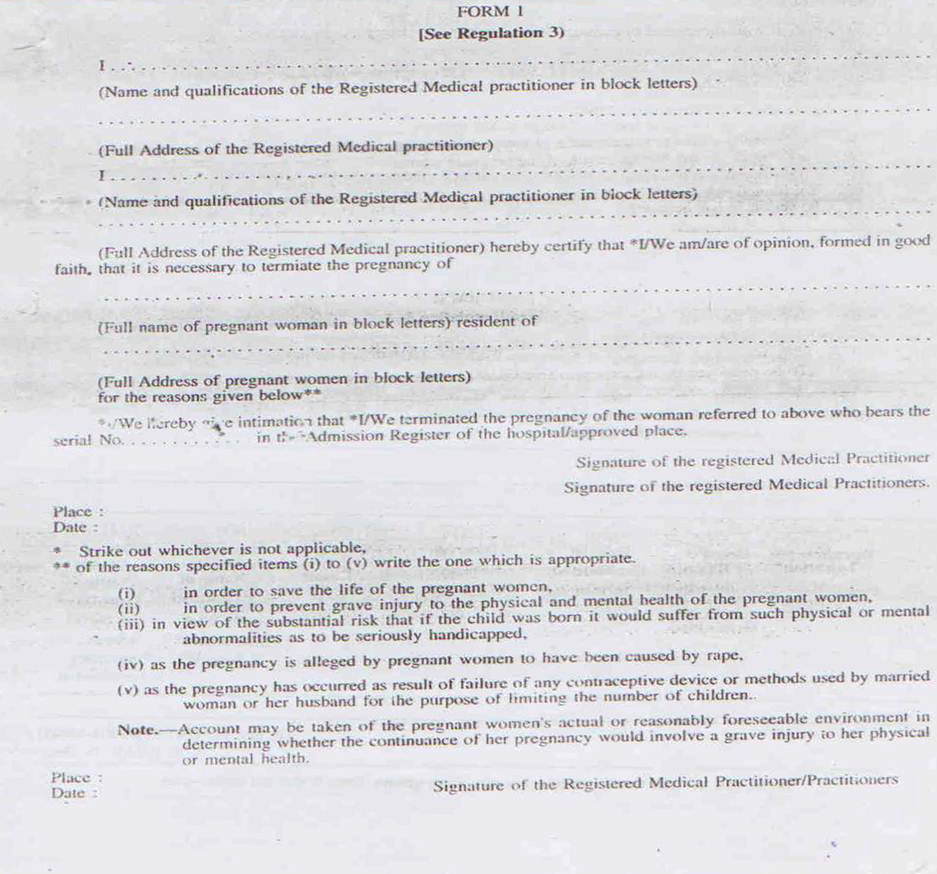 FORM 1
[See Regulation 3)
I . . . . . . . . . . . . . . . . . . . . . . . . . . . . . . . . . . . . . . . .
(Name and qualifications of the Registered Medical practitioner in block letters)
. . . . . . . . . . . . . . . . . . . . . . . . . . . . . . . . . . . . . . . .
(Full Address of the Registered Medical practitioner)
I . . . . . . . . . . . . . . . . . . . . . . . . . . . . . . . . . . . . . . . .
(Name and qualifications of the Registered Medical practitioner in block letters)
. . . . . . . . . . . . . . . . . . . . . . . . . . . . . . . . . . . . . . . .
(Full Address of the Registered Medical practitioner) hereby certify that *I/We am/are of opinion, formed in good
faith, that it is necessary to termiate the pregnancy of
. . . . . . . . . . . . . . . . . . . . . . . . . . . . . . . . . . . . . . . .
(Full name of pregnant woman in block letters) resident of
. . . . . . . . . . . . . . . . . . . . . . . . . . . . . . . . . . . . . . . .
(Full Address of pregnant women in block letters)
for the reasons given below**
*I/We hereby give intimation that *I/We terminated the pregnancy of the woman referred to above who bears the
serial No. . . . . . . . . . . . in the Admission Register of the hospital/approved place.
Signature of the registered Medical Practitioner
Signature of the registered Medical Practitioners.
Place :
Date :
* Strike out whichever is not applicable,
** of the reasons specified items (i) to (v) write the one which is appropriate.
(i) in order to save the life of the pregnant women,
(ii) in order to prevent grave injury to the physical and mental health of the pregnant women,
(iii) in view of the substantial risk that if the child was born it would suffer from such physical or mental
abnormalities as to be seriously handicapped,
(iv) as the pregnancy is alleged by pregnant women to have been caused by rape,
(v) as the pregnancy has occurred as result of failure of any contraceptive device or methods used by married
woman or her husband for the purpose of limiting the number of children..
Note.—Account may be taken of the pregnant women's actual or reasonably foreseeable environment in
determining whether the continuance of her pregnancy would involve a grave injury to her physical
or mental health.
Place :
Date :
Signature of the Registered Medical Practitioner/Practitioners